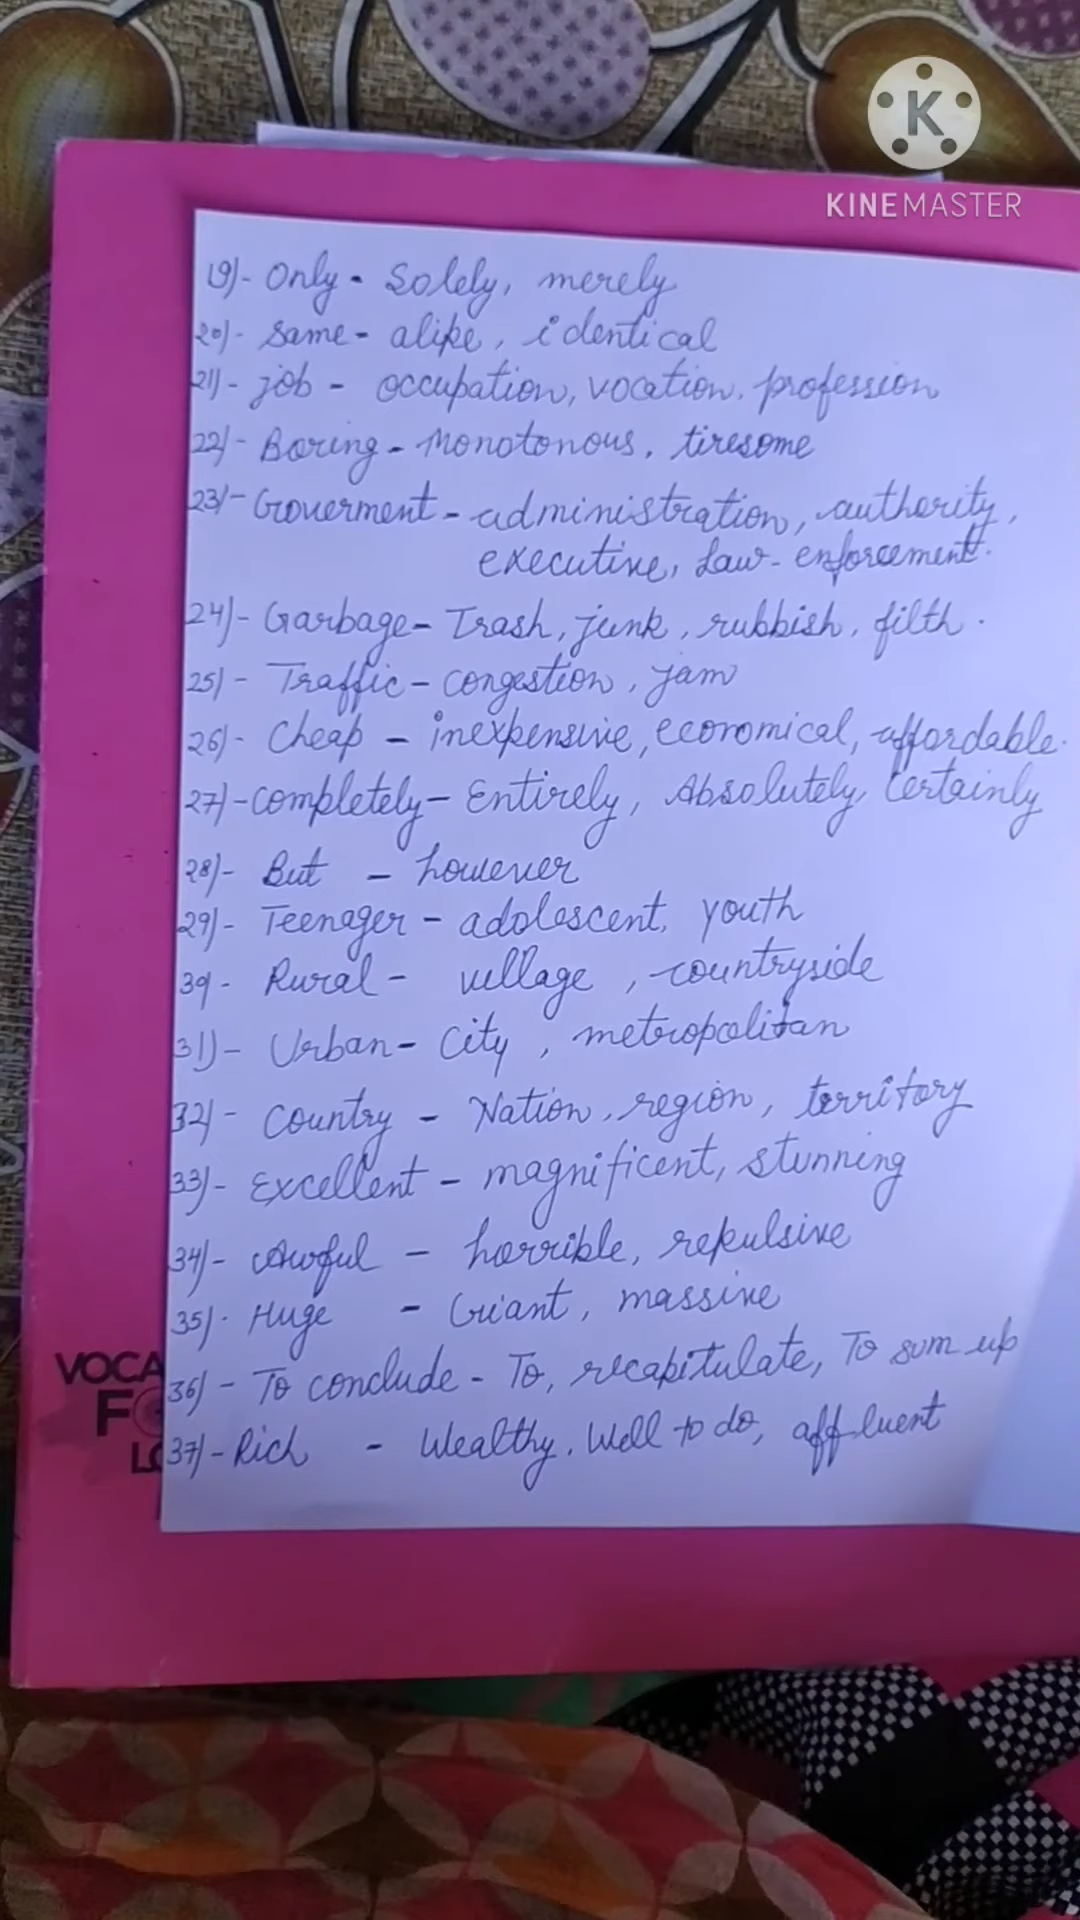 KINEMASTER
19)- Only - Solely, merely
20)- Same - alike, identical
21)- job - occupation, vocation. profession
22)- Boring - Monotonous, tiresome
23)- Goverment - administration, authority,
executive, Law-enforcement.
24)- Garbage - Trash, junk, rubbish, filth.
25)- Traffic - congestion, jam
26)- Cheap - inexpensive, economical, affordable.
27)- completely - Entirely, Absolutely, Certainly
28)- But - however
29)- Teenager - adolescent, youth
30)- Rural - village, countryside
31)- Urban - City, metropolitan
32)- Country - Nation, region, territory
33)- Excellent - magnificent, stunning
34)- Awful - horrible, repulsive
35)- Huge - Giant, massive
36)- To conclude - To, recapitulate, To sum up
37)- Rich - Wealthy, Well to do, affluent
VOCA